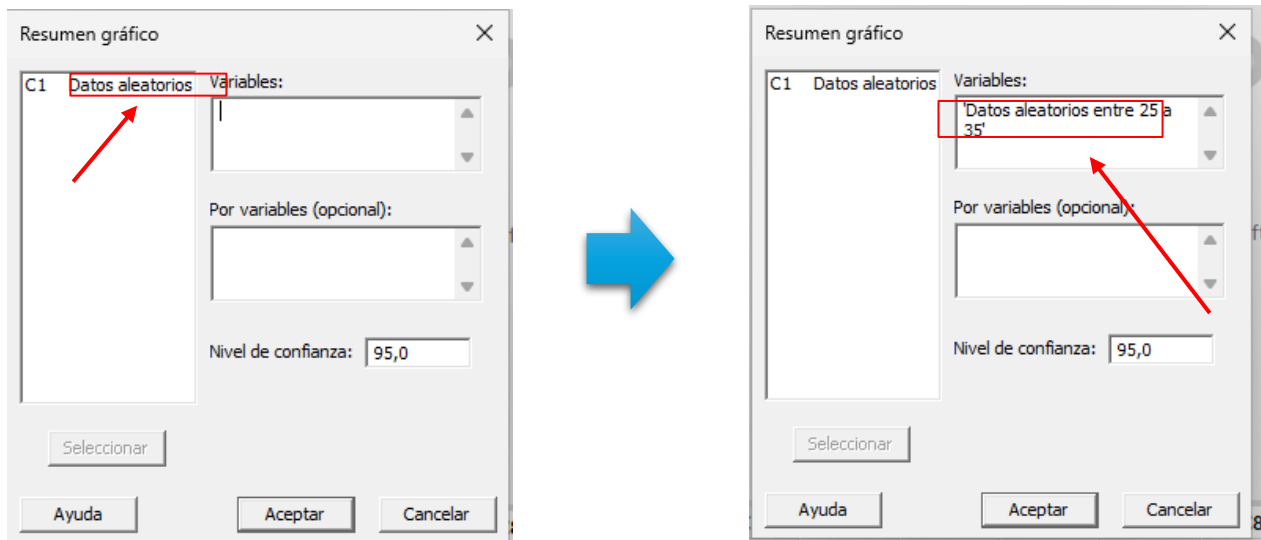 Resumen gráfico
C1 Datos aleatorios
Variables:
Por variables (opcional):
Nivel de confianza: 95,0
Seleccionar
Ayuda
Aceptar
Cancelar
Resumen gráfico
C1 Datos aleatorios
Variables:
'Datos aleatorios entre 25 a
35'
Por variables (opcional):
Nivel de confianza: 95,0
Seleccionar
Ayuda
Aceptar
Cancelar